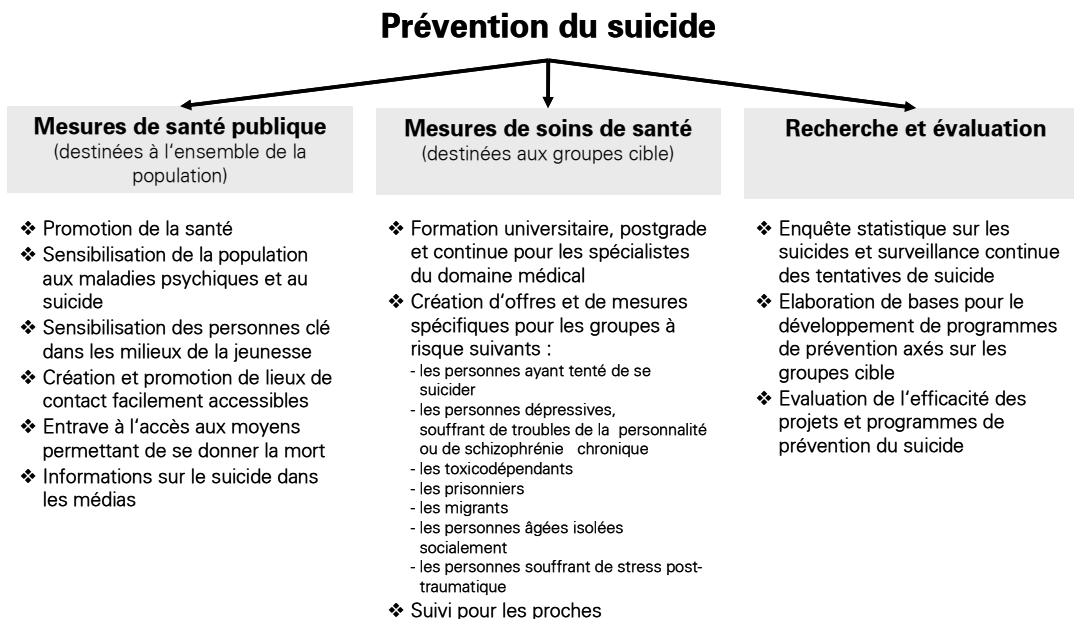 Prévention du suicide
Mesures de santé publique
(destinées à l‘ensemble de la
population)
❖ Promotion de la santé
❖ Sensibilisation de la population
aux maladies psychiques et au
suicide
❖ Sensibilisation des personnes clé
dans les milieux de la jeunesse
❖ Création et promotion de lieux de
contact facilement accessibles
❖ Entrave à l‘accès aux moyens
permettant de se donner la mort
❖ Informations sur le suicide dans
les médias
Mesures de soins de santé
(destinées aux groupes cible)
❖ Formation universitaire, postgrade
et continue pour les spécialistes
du domaine médical
❖ Création d‘offres et de mesures
spécifiques pour les groupes à
risque suivants :
- les personnes ayant tenté de se
suicider
- les personnes dépressives,
souffrant de troubles de la personnalité
ou de schizophrénie chronique
- les toxicodépendants
- les prisonniers
- les migrants
- les personnes âgées isolées
socialement
- les personnes souffrant de stress post-
traumatique
❖ Suivi pour les proches
Recherche et évaluation
❖ Enquête statistique sur les
suicides et surveillance continue
des tentatives de suicide
❖ Elaboration de bases pour le
développement de programmes
de prévention axés sur les
groupes cible
❖ Evaluation de l‘efficacité des
projets et programmes de
prévention du suicide